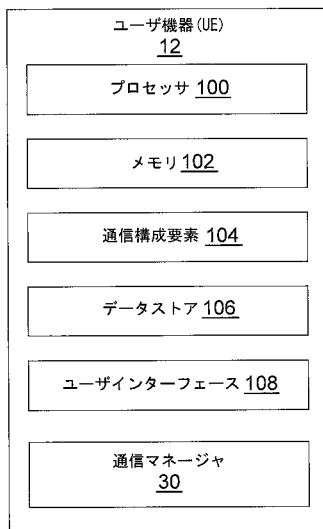 ユーザ機器(UE)
12
プロセッサ 100
メモリ 102
通信構成要素 104
データストア 106
ユーザインターフェース 108
通信マネージャ
30